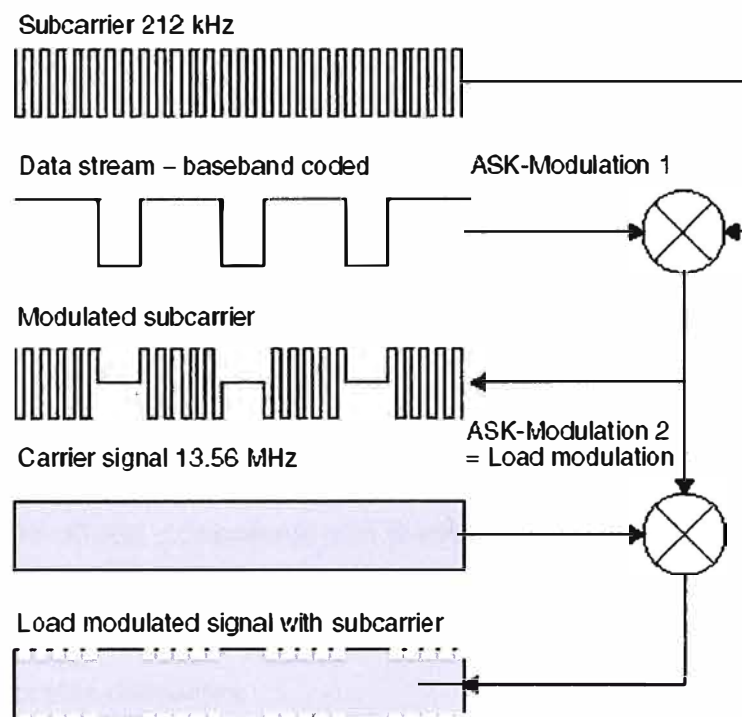 Subcarrier 212 kHz
Data stream – baseband coded
ASK-Modulation 1
Modulated subcarrier
ASK-Modulation 2
= Load modulation
Carrier signal 13.56 MHz
Load modulated signal with subcarrier